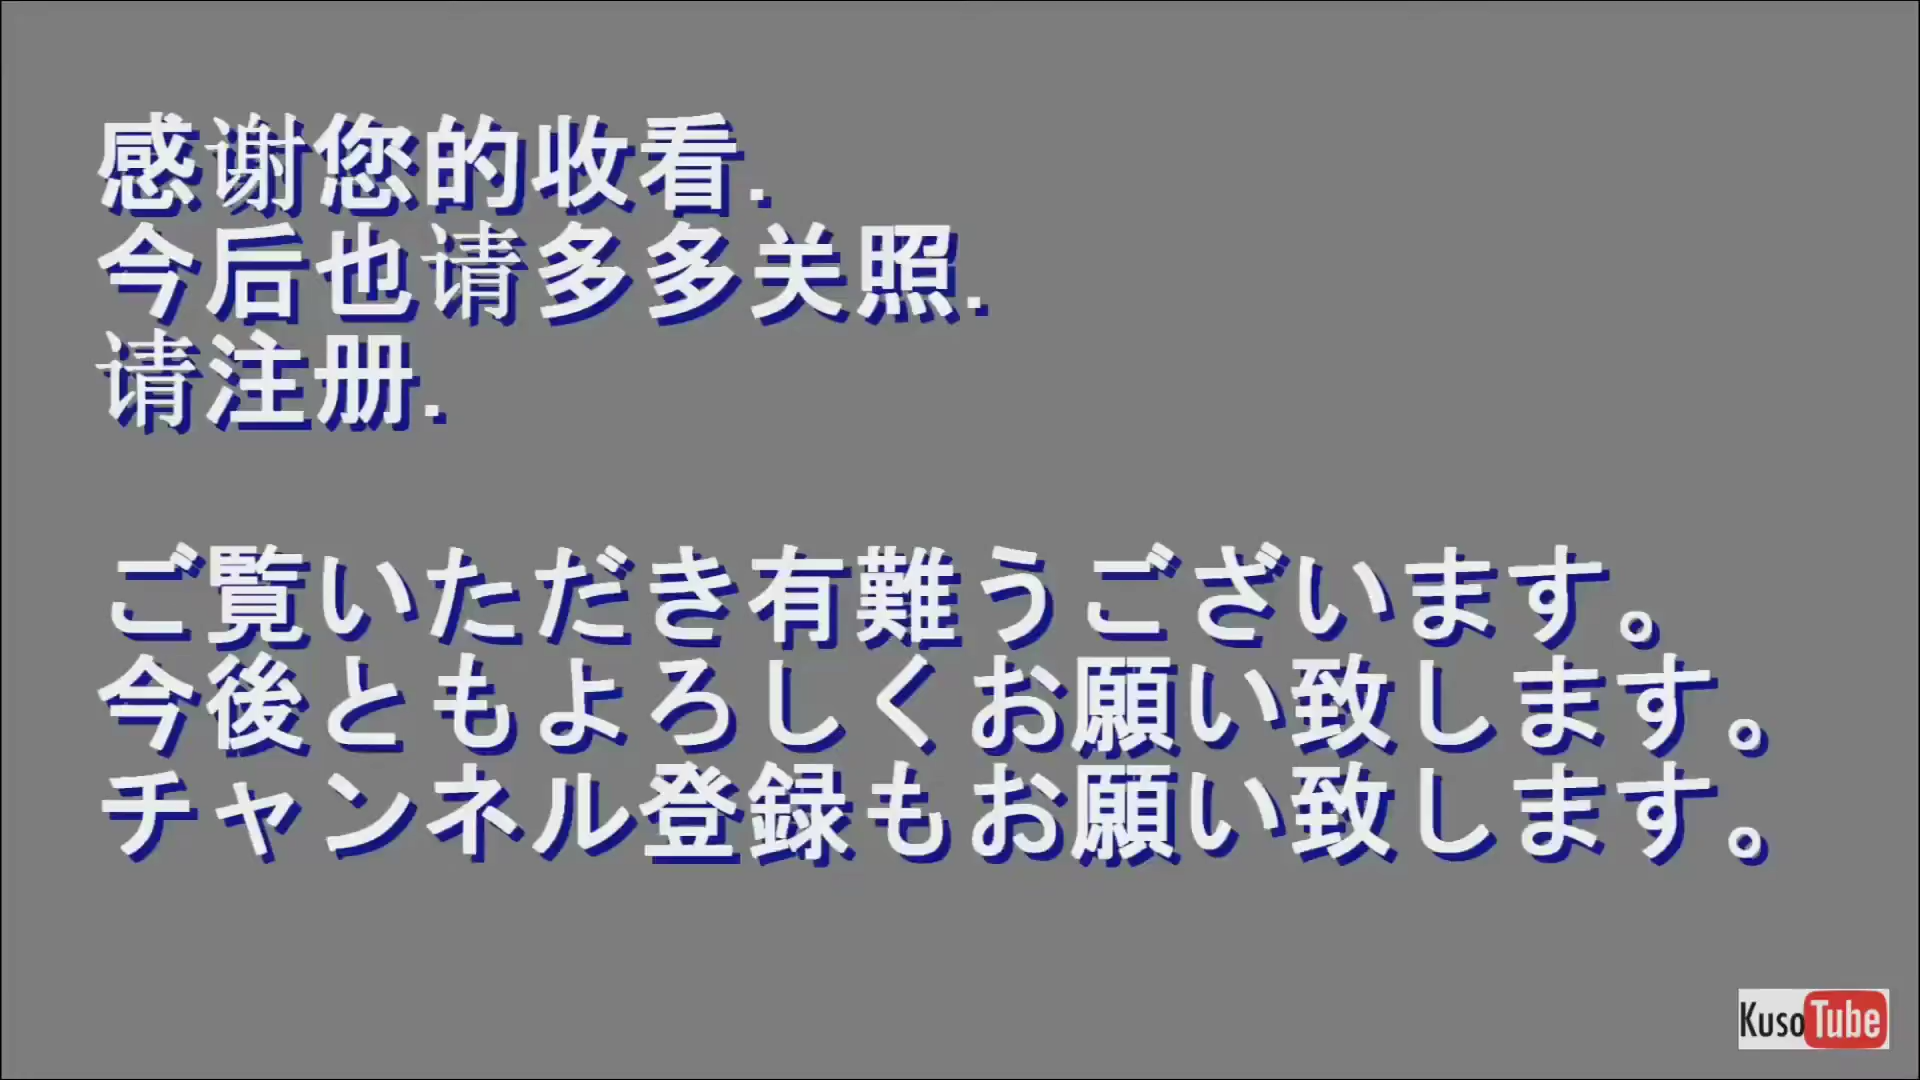 感谢您的收看.
今后也请多多关照.
请注册.
ご覧いただき有難うございます。
今後ともよろしくお願い致します。
チャンネル登録もお願い致します。
KusoTube